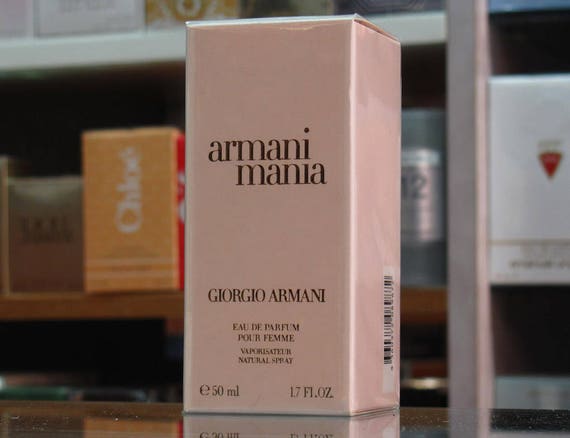 armani
mania
GIORGIO ARMANI
EAU DE PARFUM
POUR FEMME
VAPORISATEUR
NATURAL SPRAY
℮50 ml 1.7 FL.OZ.
Chloé
12